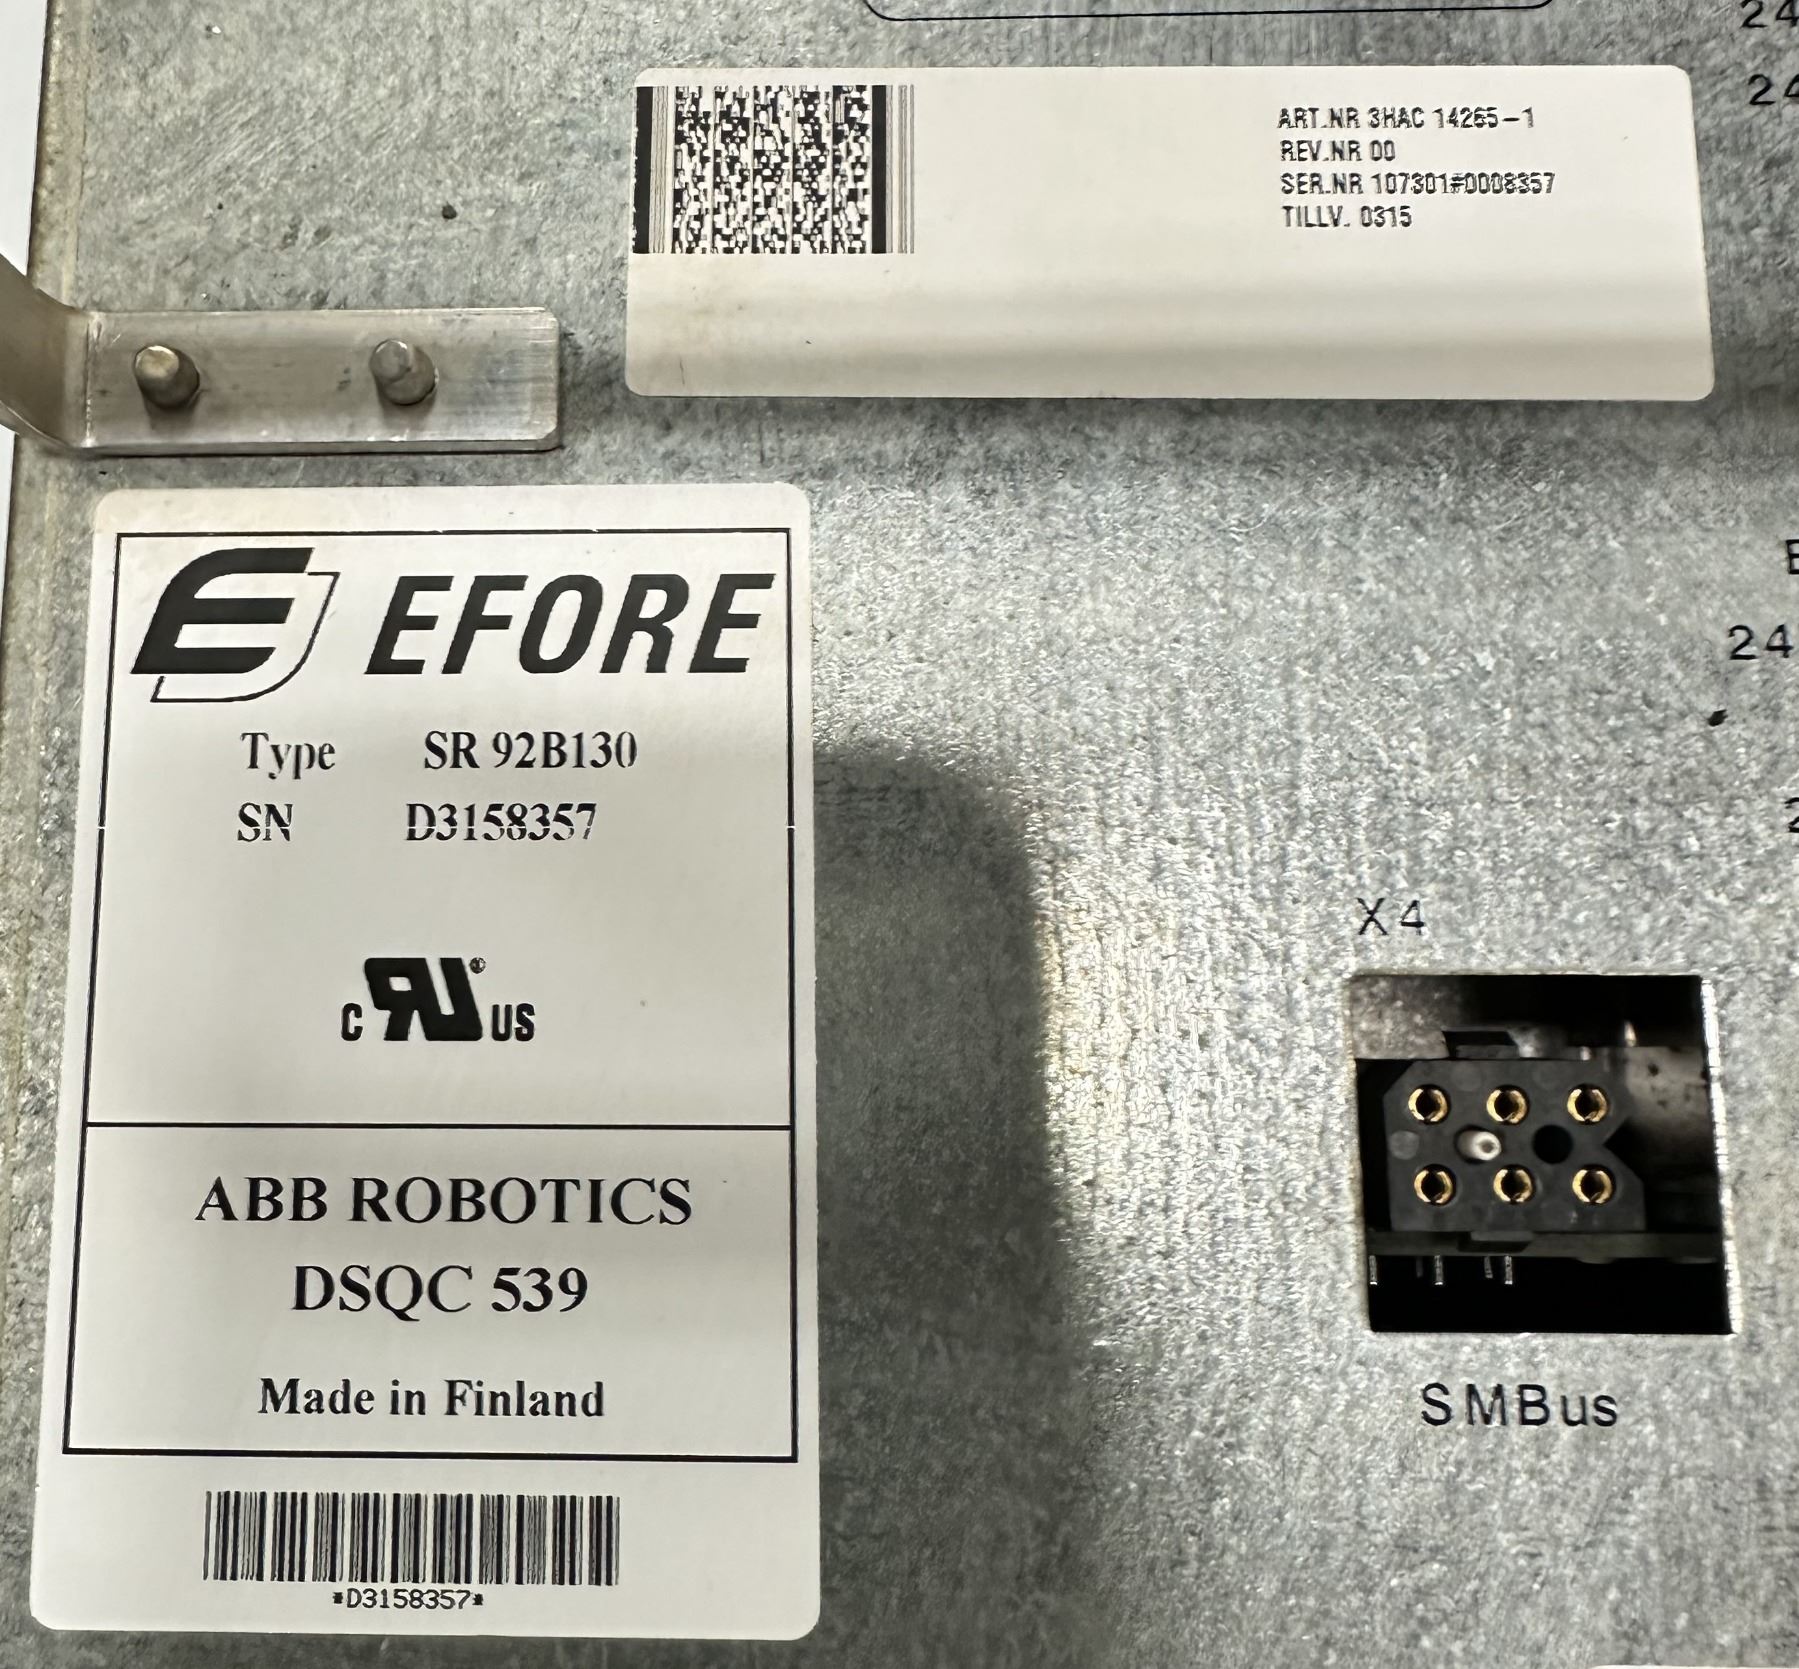 24
24
ART.NR 3HAC 14265-1
REV.NR 00
SER.NR 107301#0008357
TILLV. 0315
EFORE
Type SR 92B130
SN D3158357
C RU® US
ABB ROBOTICS
DSQC 539
Made in Finland
*D3158357*
24
X4
SMBus